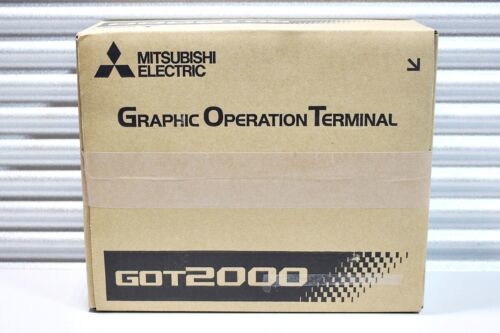 MITSUBISHI
ELECTRIC
GRAPHIC OPERATION TERMINAL
GOT2000